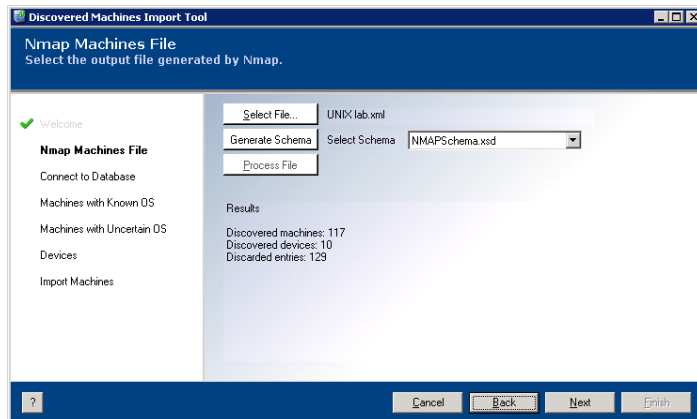 Discovered Machines Import Tool
Nmap Machines File
Select the output file generated by Nmap.
Welcome
Nmap Machines File
Connect to Database
Machines with Known OS
Machines with Uncertain OS
Devices
Import Machines
Select File... UNIX lab.xml
Generate Schema Select Schema NMAPSchema.xsd
Process File
Results
Discovered machines: 117
Discovered devices: 10
Discarded entries: 129
? Cancel Back Next Finish